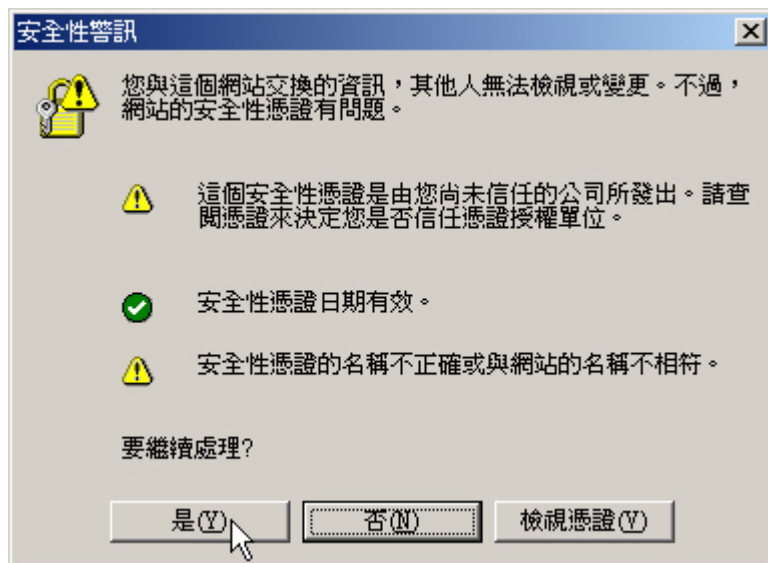 安全性警訊
您與這個網站交換的資訊，其他人無法檢視或變更。不過，
網站的安全性憑證有問題。
這個安全性憑證是由您尚未信任的公司所發出。請查
閱憑證來決定您是否信任憑證授權單位。
安全性憑證日期有效。
安全性憑證的名稱不正確或與網站的名稱不相符。
要繼續處理?
是(Y) 否(N) 檢視憑證(V)